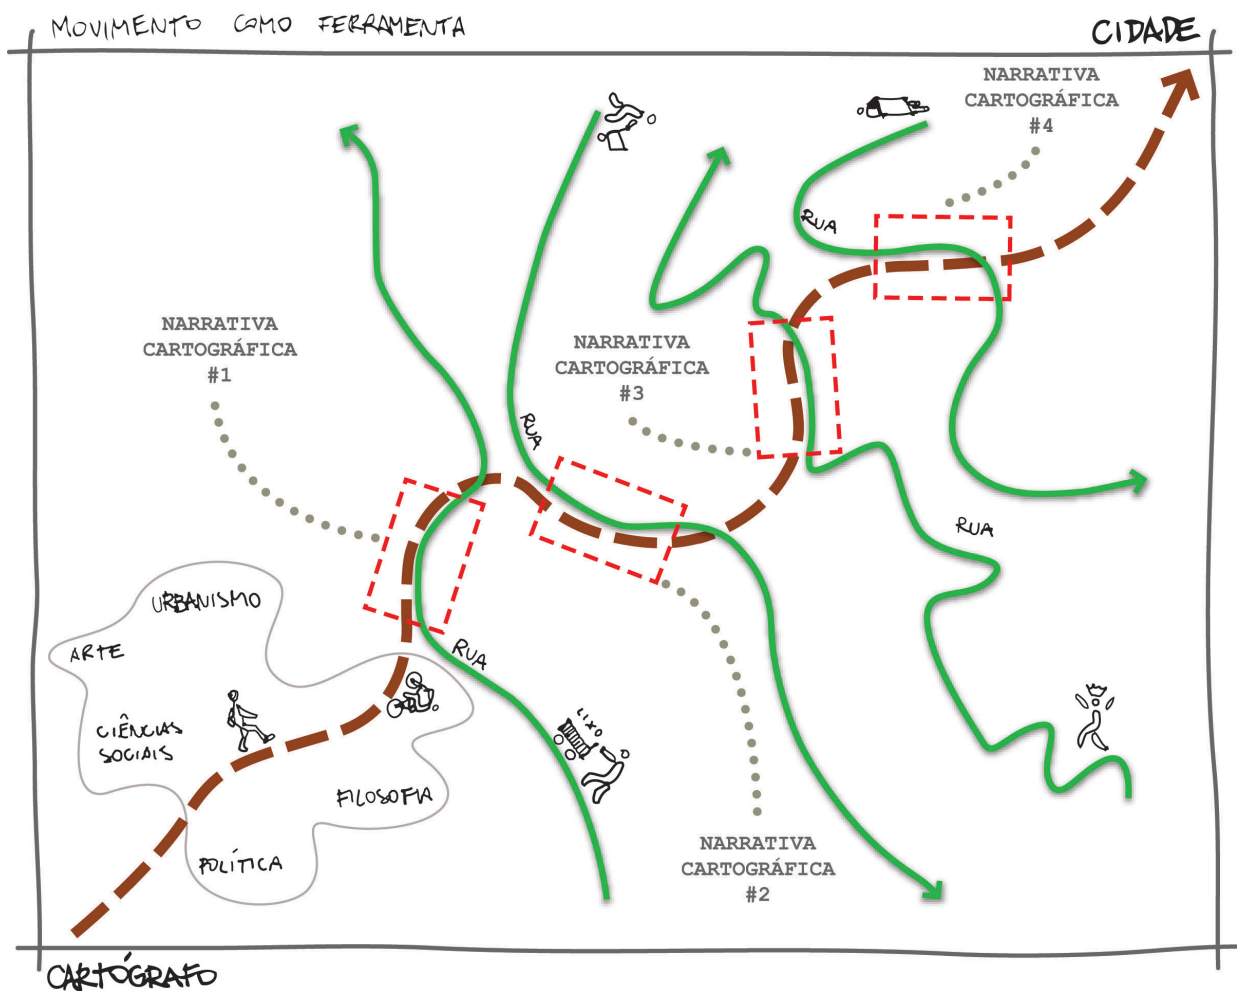 MOVIMENTO COMO FERRAMENTA
CIDADE
NARRATIVA
CARTOGRÁFICA
#4
RUA
NARRATIVA
CARTOGRÁFICA
#1
NARRATIVA
CARTOGRÁFICA
#3
RUA
RUA
URBANISMO
ARTE
RUA
CIÊNCIAS
SOCIAIS
LIXO
FILOSOFIA
POLÍTICA
NARRATIVA
CARTOGRÁFICA
#2
CARTÓGRAFO